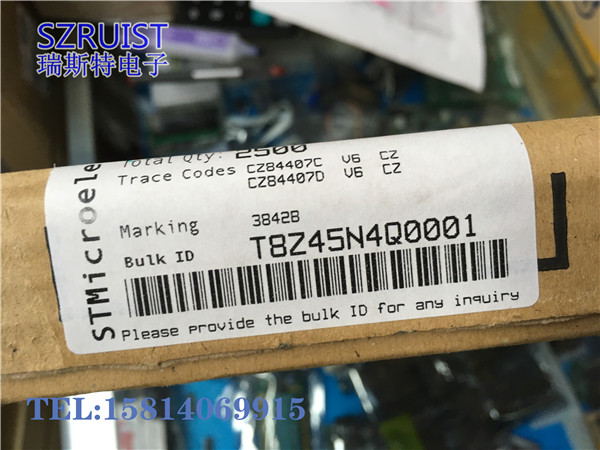 SZRUIST
瑞斯特电子
Total Qty: 2500
Trace Codes CZ84407C V6 CZ
CZ84407D V6 CZ
Marking 3842B
Bulk ID T8Z45N4Q0001
Please provide the bulk ID for any inquiry
STMicroele
TEL:15814069915